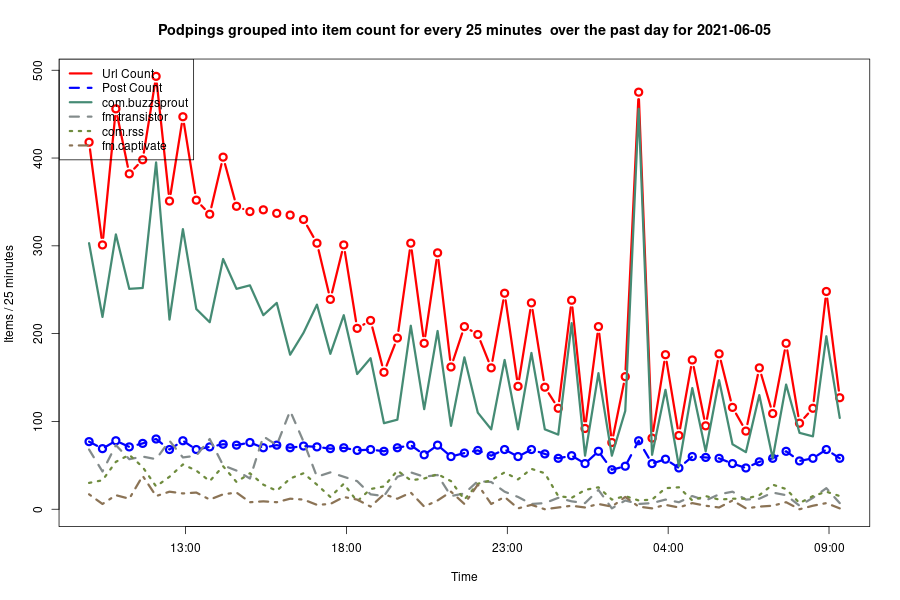 Podpings grouped into item count for every 25 minutes  over the past day for 2021-06-05
Url Count
Post Count
com.buzzsprout
fm.transistor
com.rss
fm.captivate
500
400
300
200
100
0
Items / 25 minutes
13:00
18:00
23:00
04:00
09:00
Time